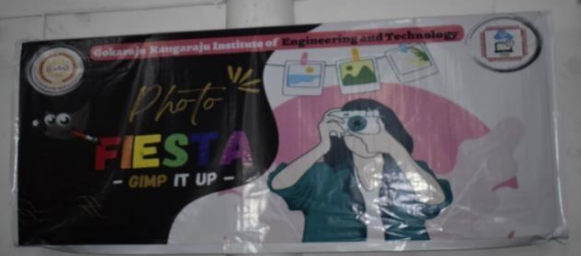 Gokaraju Rangaraju Institute of Engineering and Technology
Photo
FIESTA
- GIMP IT UP -